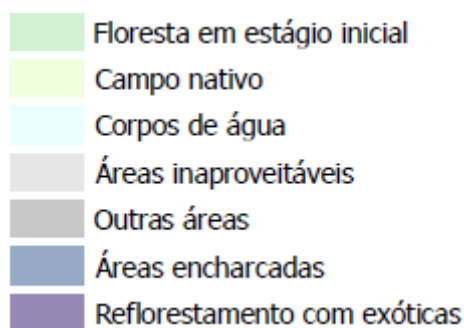 Floresta em estágio inicial
Campo nativo
Corpos de água
Áreas inaproveitáveis
Outras áreas
Áreas encharcadas
Reflorestamento com exóticas